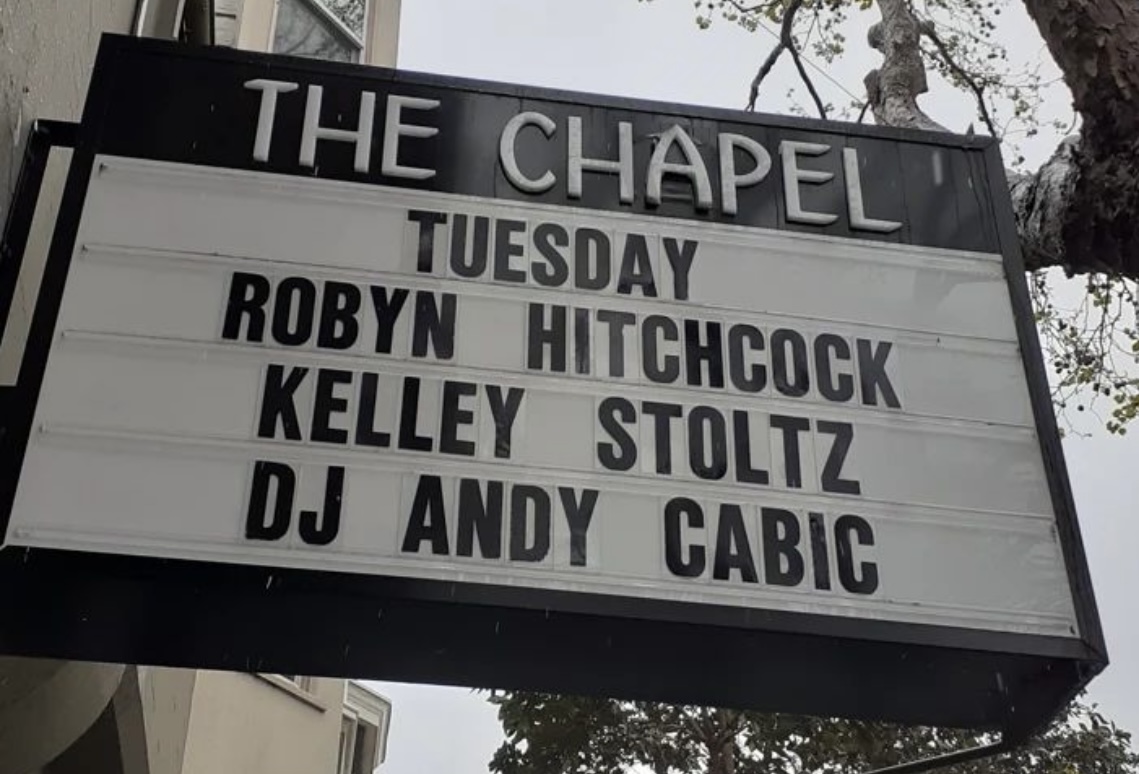 THE CHAPEL
TUESDAY
ROBYN HITCHCOCK
KELLEY STOLTZ
DJ ANDY CABIC